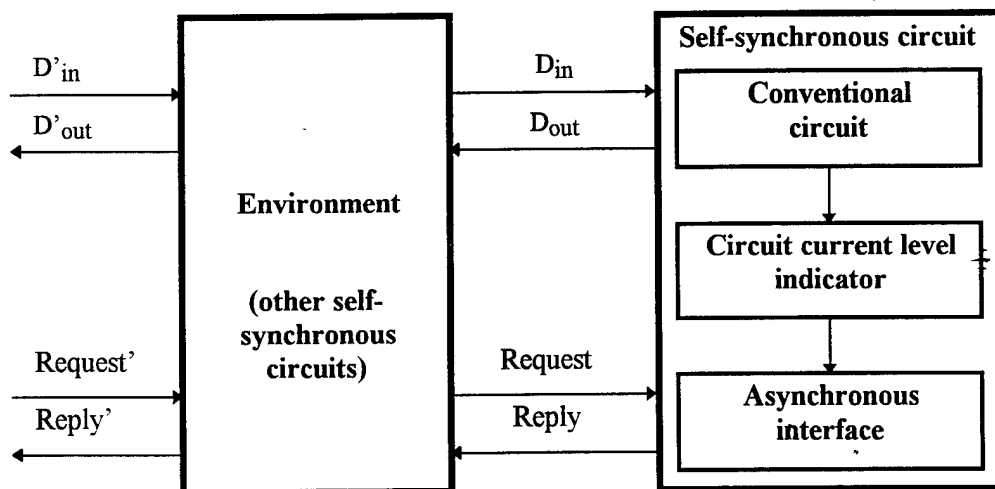 D'in
D'out
Request'
Reply'
Environment
(other self-
synchronous
circuits)
Din
Dout
Request
Reply
Self-synchronous circuit
Conventional
circuit
Circuit current level
indicator
Asynchronous
interface